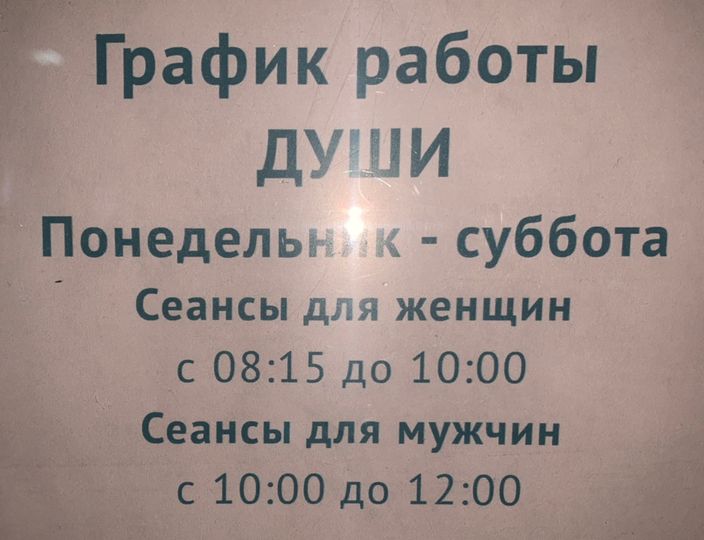 График работы
ДУШИ
Понедельник - суббота
Сеансы для женщин
с 08:15 до 10:00
Сеансы для мужчин
с 10:00 до 12:00